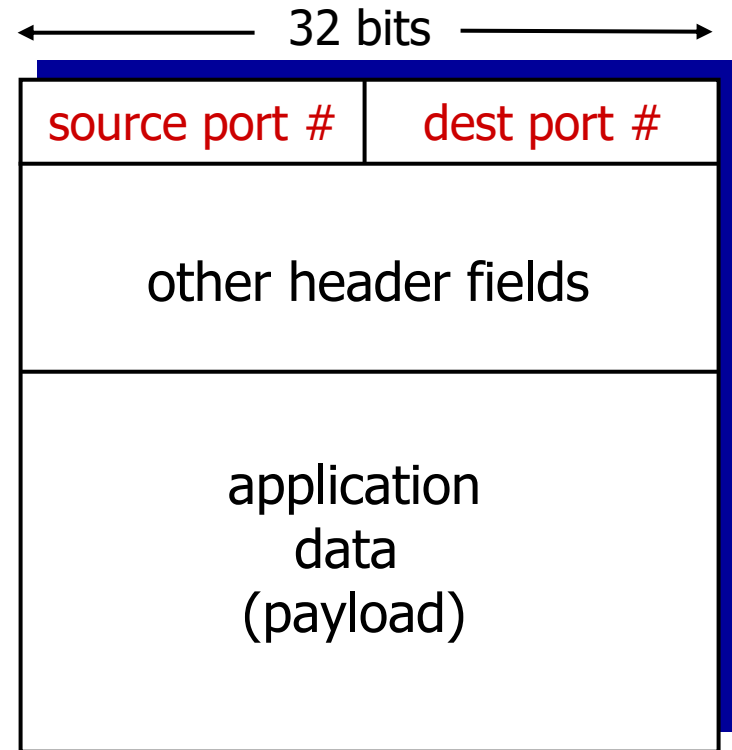 32 bits
source port #
dest port #
other header fields
application
data
(payload)